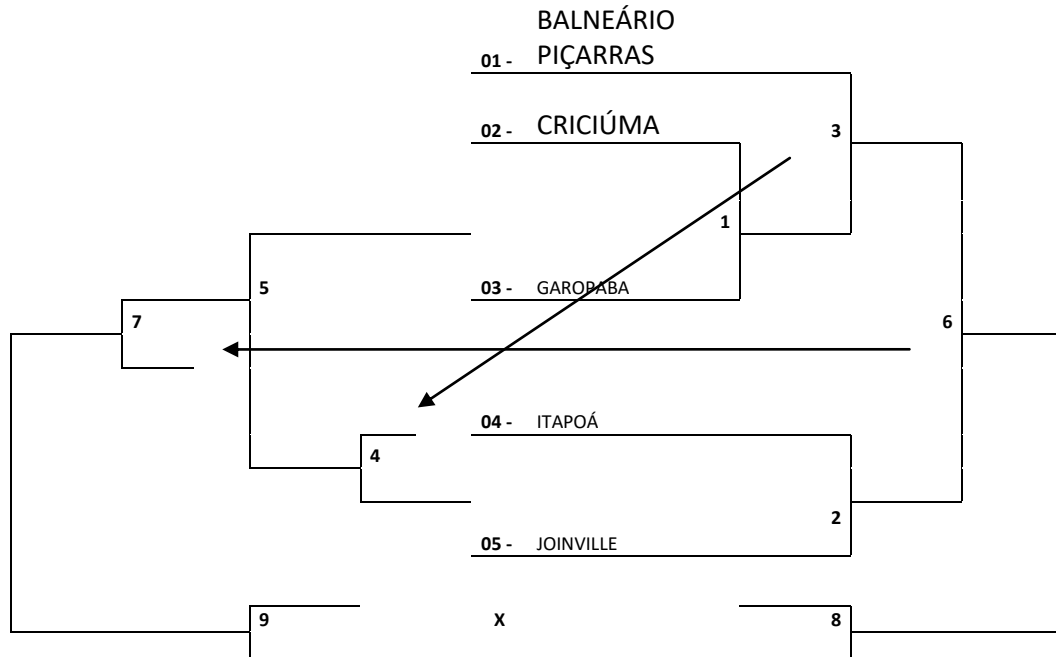 BALNEÁRIO
01 - PIÇARRAS
02 - CRICIÚMA
3
1
5
03 - GAROPABA
7
6
04 - ITAPOÁ
4
2
05 - JOINVILLE
9
X
8